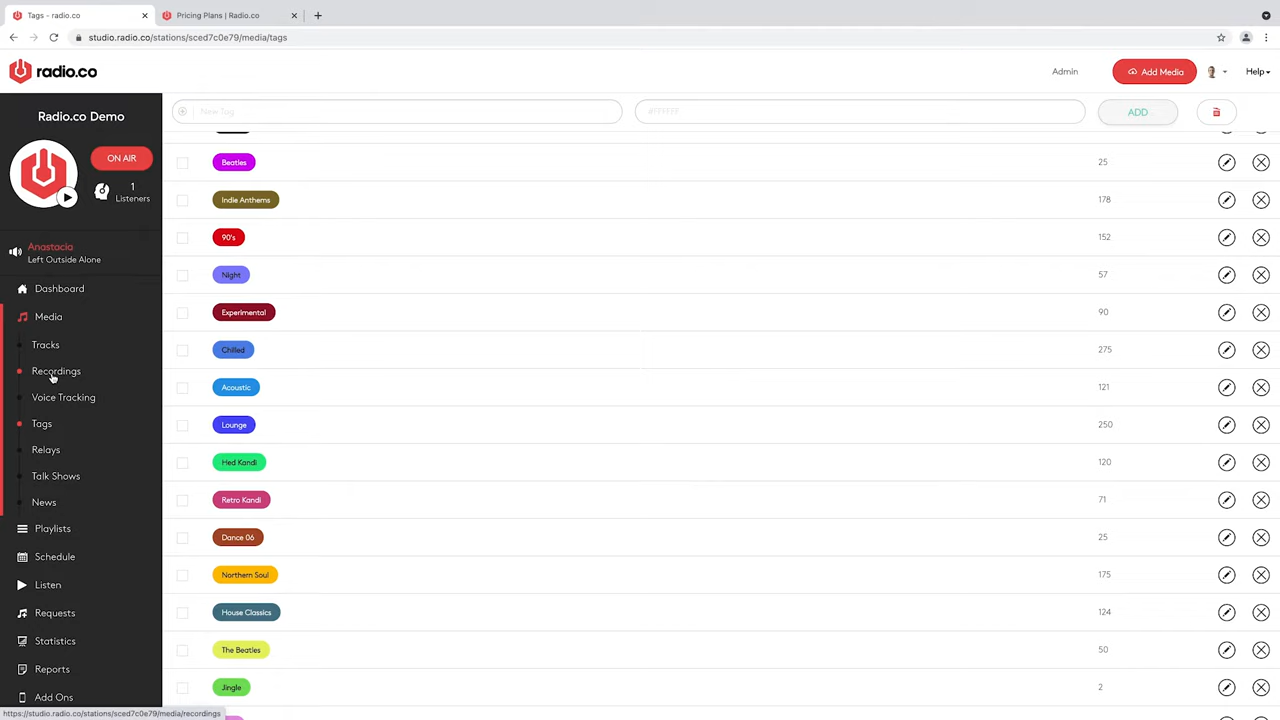 Tags - radio.co
Pricing Plans | Radio.co
studio.radio.co/stations/sced7c0e79/media/tags
radio.co
Admin
Add Media
Help
Radio.co Demo
ON AIR
1
Listeners
Anastacia
Left Outside Alone
Dashboard
Media
Tracks
Recordings
Voice Tracking
Tags
Relays
Talk Shows
News
Playlists
Schedule
Listen
Requests
Statistics
Reports
Add Ons
New Tag
#FFFFFF
ADD
Beatles 25
Indie Anthems 178
90's 152
Night 57
Experimental 90
Chilled 275
Acoustic 121
Lounge 250
Hed Kandi 120
Retro Kandi 71
Dance 06 25
Northern Soul 175
House Classics 124
The Beatles 50
Jingle 2
https://studio.radio.co/stations/sced7c0e79/media/recordings